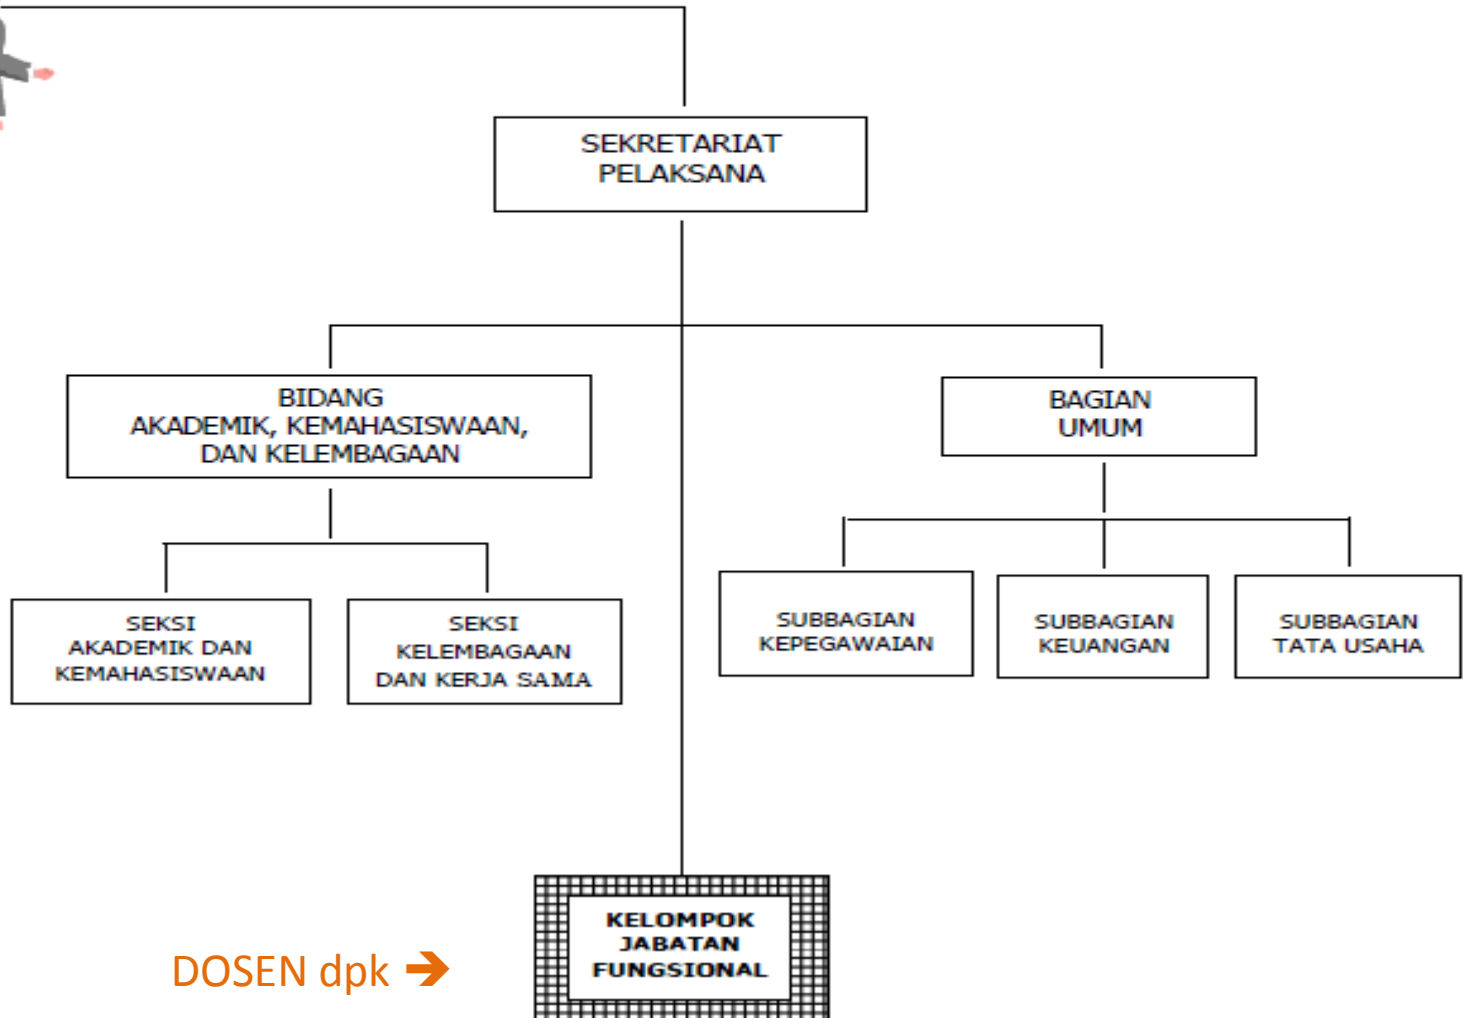 SEKRETARIAT
PELAKSANA
BIDANG
AKADEMIK, KEMAHASISWAAN,
DAN KELEMBAGAAN
BAGIAN
UMUM
SEKSI
AKADEMIK DAN
KEMAHASISWAAN
SEKSI
KELEMBAGAAN
DAN KERJA SAMA
SUBBAGIAN
KEPEGAWAIAN
SUBBAGIAN
KEUANGAN
SUBBAGIAN
TATA USAHA
DOSEN dpk ➔
KELOMPOK
JABATAN
FUNGSIONAL